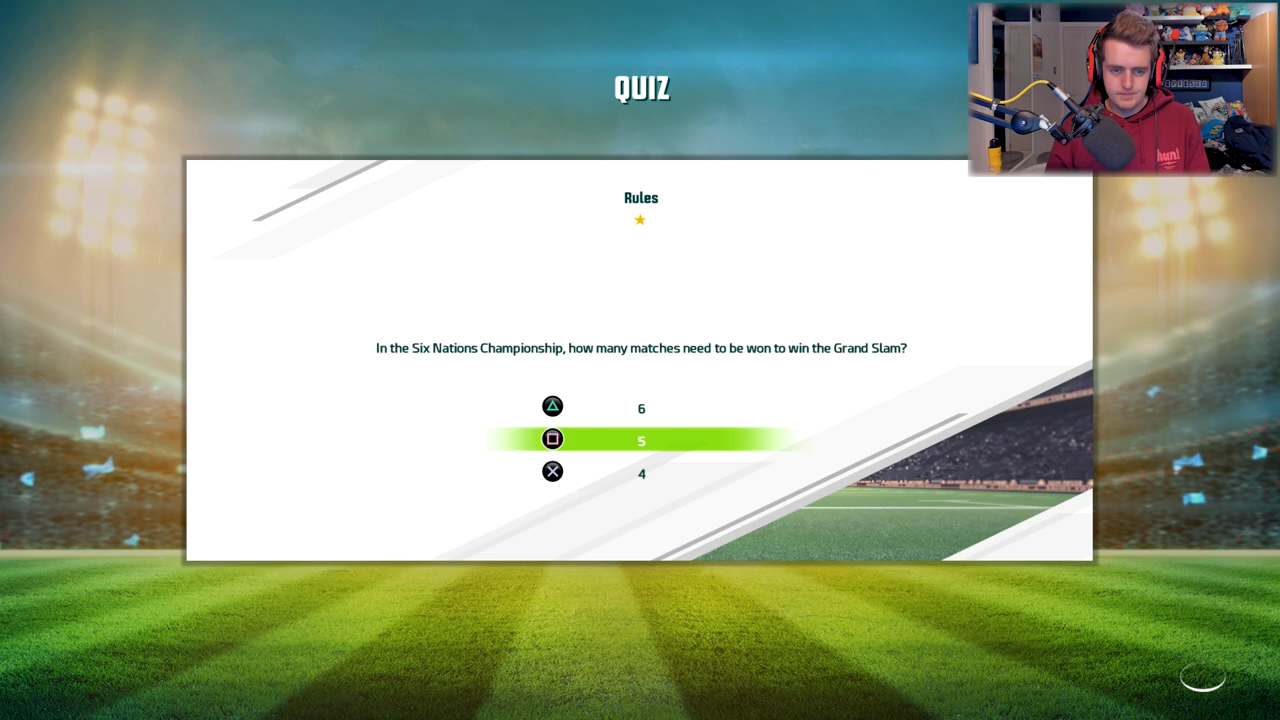 QUIZ
Rules
In the Six Nations Championship, how many matches need to be won to win the Grand Slam?
6
5
4